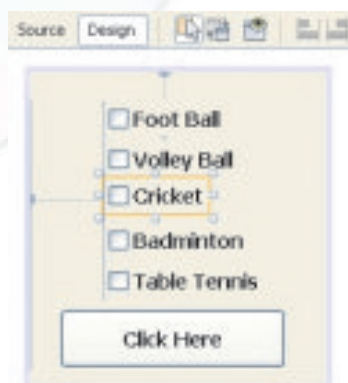 Source Design
Foot Ball
Volley Ball
Cricket
Badminton
Table Tennis
Click Here